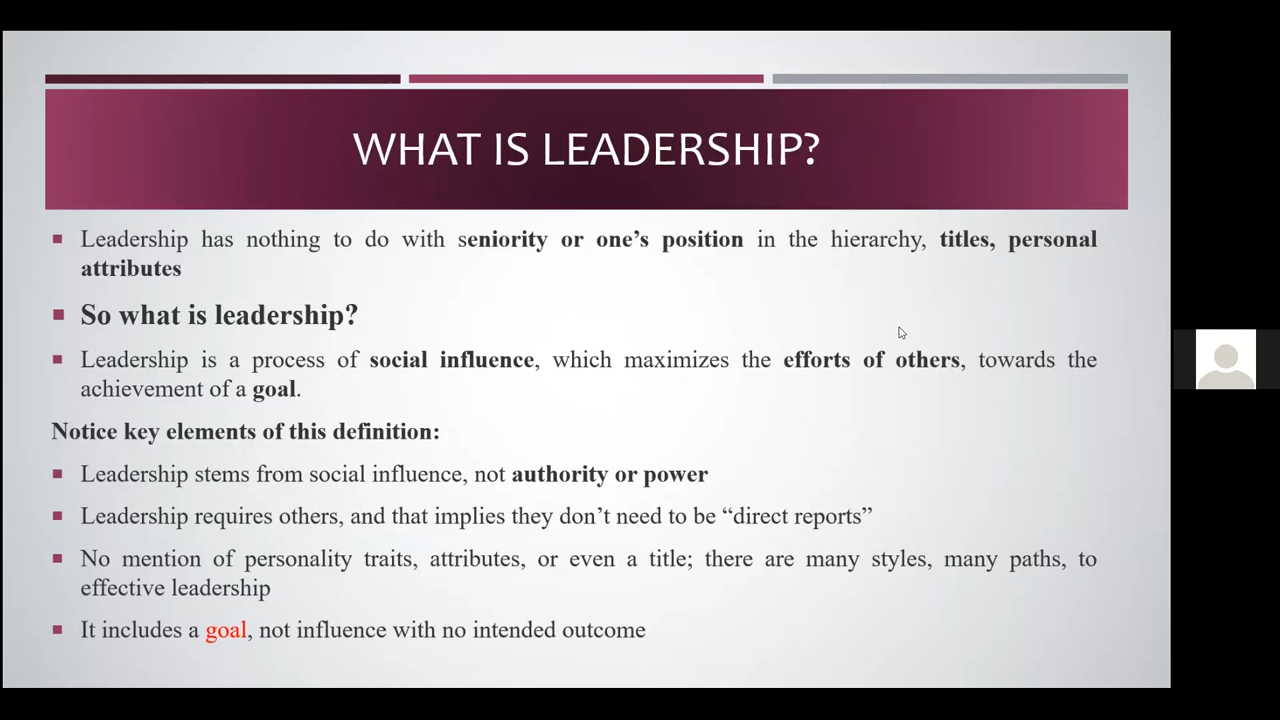 WHAT IS LEADERSHIP?
Leadership has nothing to do with seniority or one’s position in the hierarchy, titles, personal
attributes
So what is leadership?
Leadership is a process of social influence, which maximizes the efforts of others, towards the
achievement of a goal.
Notice key elements of this definition:
Leadership stems from social influence, not authority or power
Leadership requires others, and that implies they don’t need to be “direct reports”
No mention of personality traits, attributes, or even a title; there are many styles, many paths, to
effective leadership
It includes a goal, not influence with no intended outcome